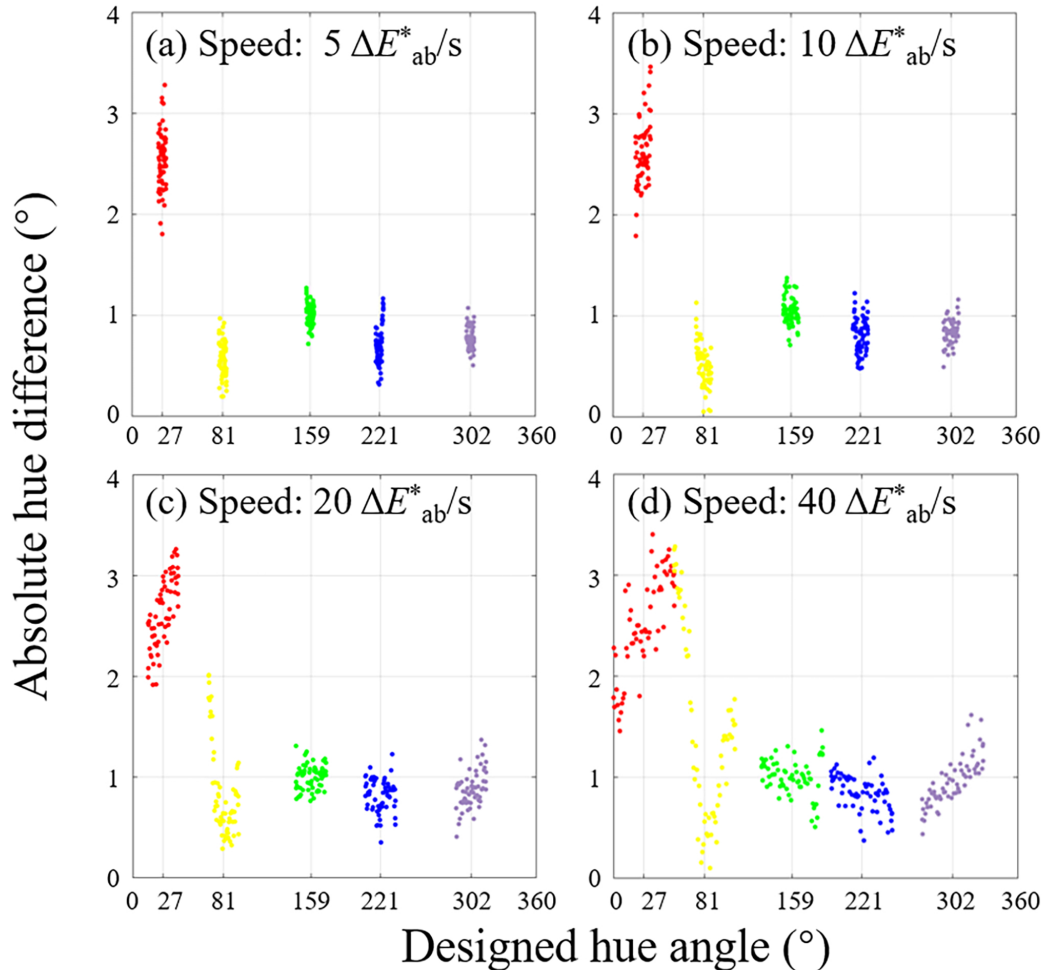 Absolute hue difference (°)
(a) Speed: 5 ΔE*ab/s
4
3
2
1
0
0 27 81 159 221 302 360
(b) Speed: 10 ΔE*ab/s
4
3
2
1
0
0 27 81 159 221 302 360
(c) Speed: 20 ΔE*ab/s
4
3
2
1
0
0 27 81 159 221 302 360
(d) Speed: 40 ΔE*ab/s
4
3
2
1
0
0 27 81 159 221 302 360
Designed hue angle (°)